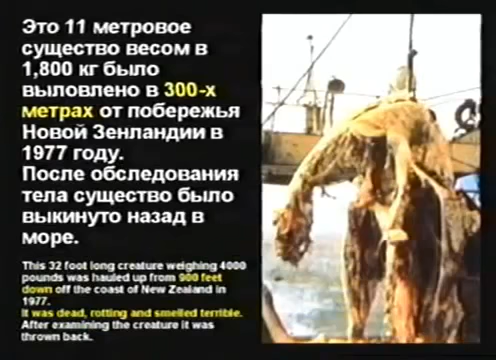 Это 11 метровое
существо весом в
1,800 кг было
выловлено в 300-х
метрах от побережья
Новой Зенландии в
1977 году.
После обследования
тела существо было
выкинуто назад в
море.
This 32 foot long creature weighing 4000
pounds was hauled up from 900 feet
down off the coast of New Zealand in
1977.
It was dead, rotting and smelled terrible.
After examining the creature it was
thrown back.